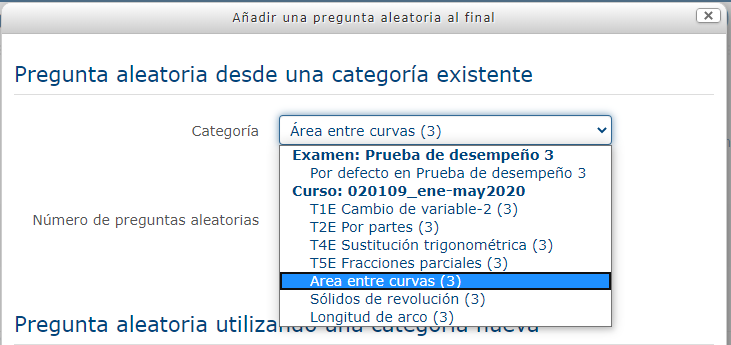 Añadir una pregunta aleatoria al final
Pregunta aleatoria desde una categoría existente
Categoría
Área entre curvas (3)
Examen: Prueba de desempeño 3
Por defecto en Prueba de desempeño 3
Curso: 020109_ene-may2020
T1E Cambio de variable-2 (3)
T2E Por partes (3)
Número de preguntas aleatorias
T4E Sustitución trigonométrica (3)
T5E Fracciones parciales (3)
Área entre curvas (3)
Sólidos de revolución (3)
Longitud de arco (3)
Pregunta aleatoria utilizando una categoría nueva